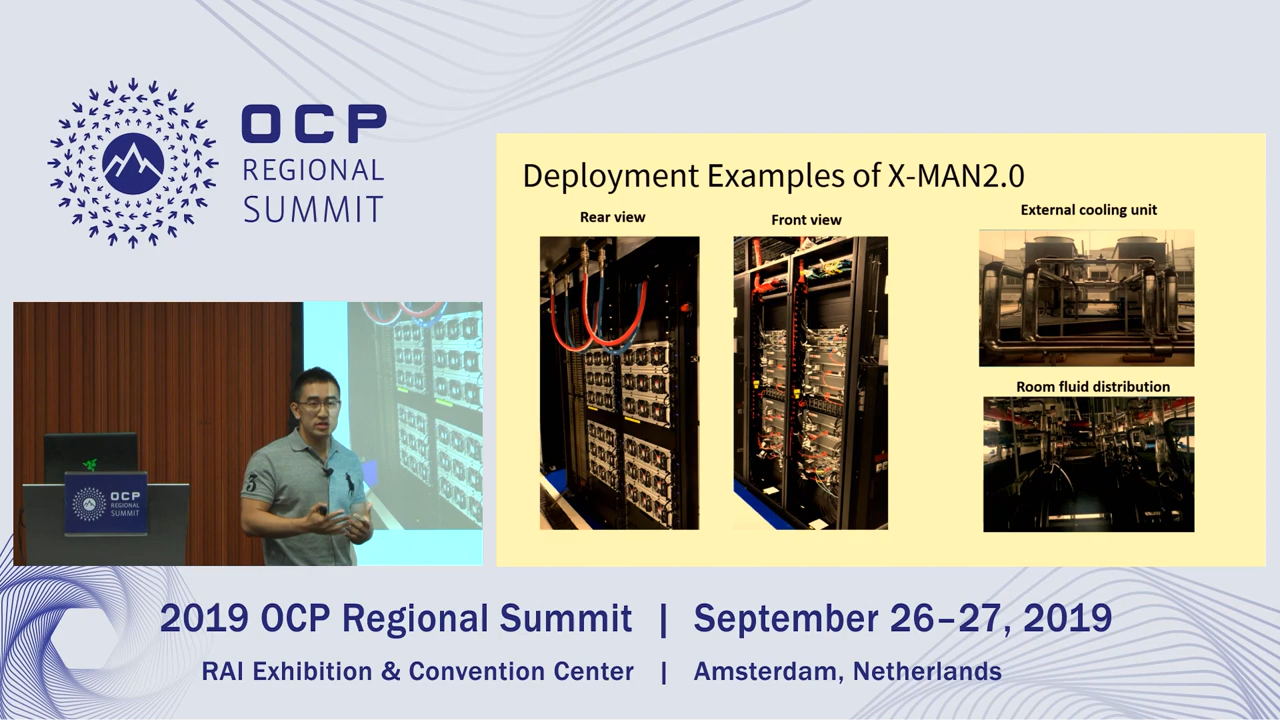 OCP
REGIONAL
SUMMIT
Deployment Examples of X-MAN2.0
Rear view
Front view
External cooling unit
Room fluid distribution
OCP
REGIONAL
SUMMIT
3
2019 OCP Regional Summit | September 26–27, 2019
RAI Exhibition & Convention Center | Amsterdam, Netherlands